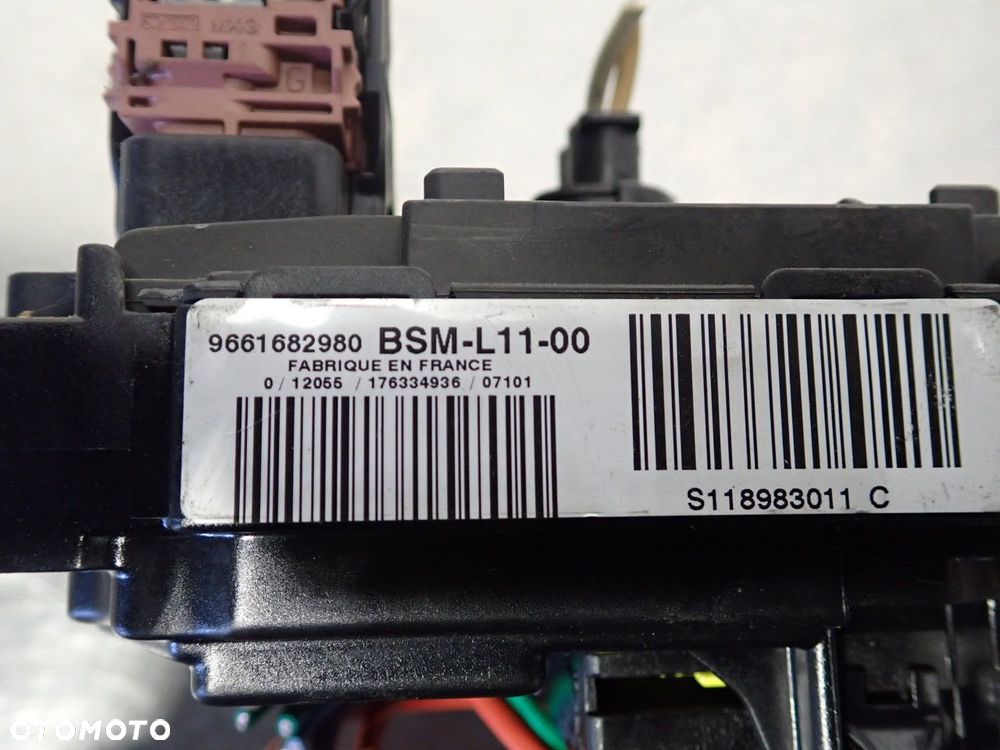 G
9661682980 BSM-L11-00
FABRIQUE EN FRANCE
0 / 12055 / 176334936 / 07101
S118983011 C
OTOMOTO